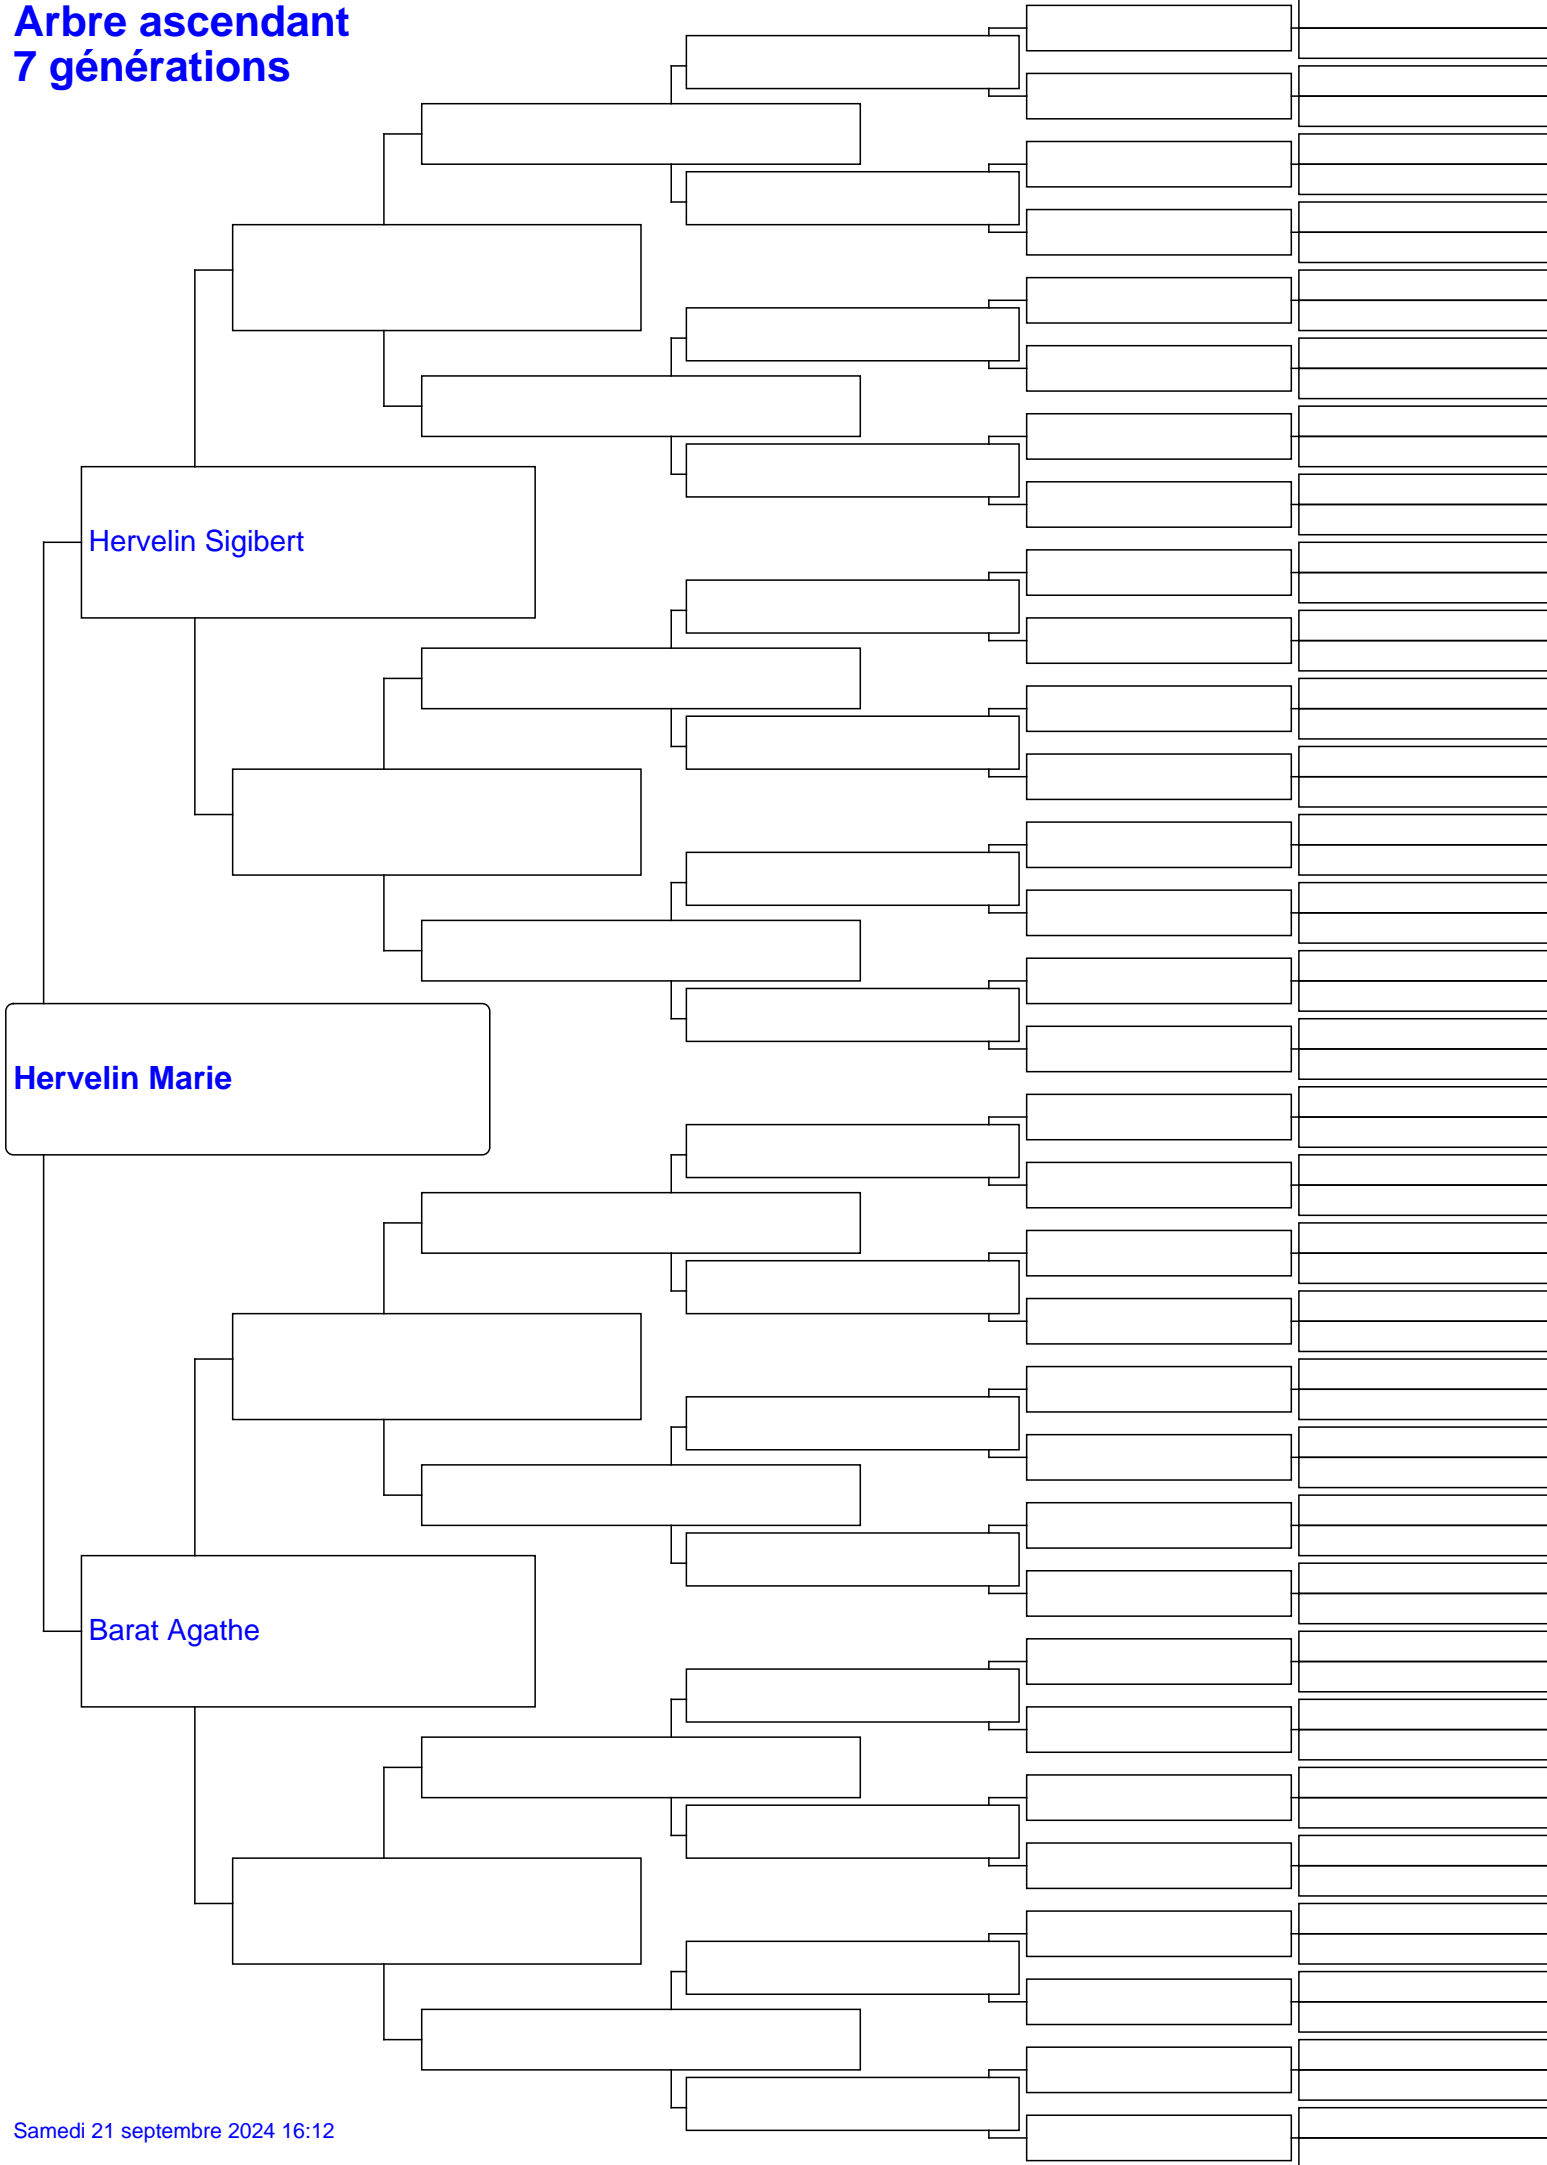 Arbre ascendant
7 générations
Hervelin Sigibert
Hervelin Marie
Barat Agathe
Samedi 21 septembre 2024 16:12